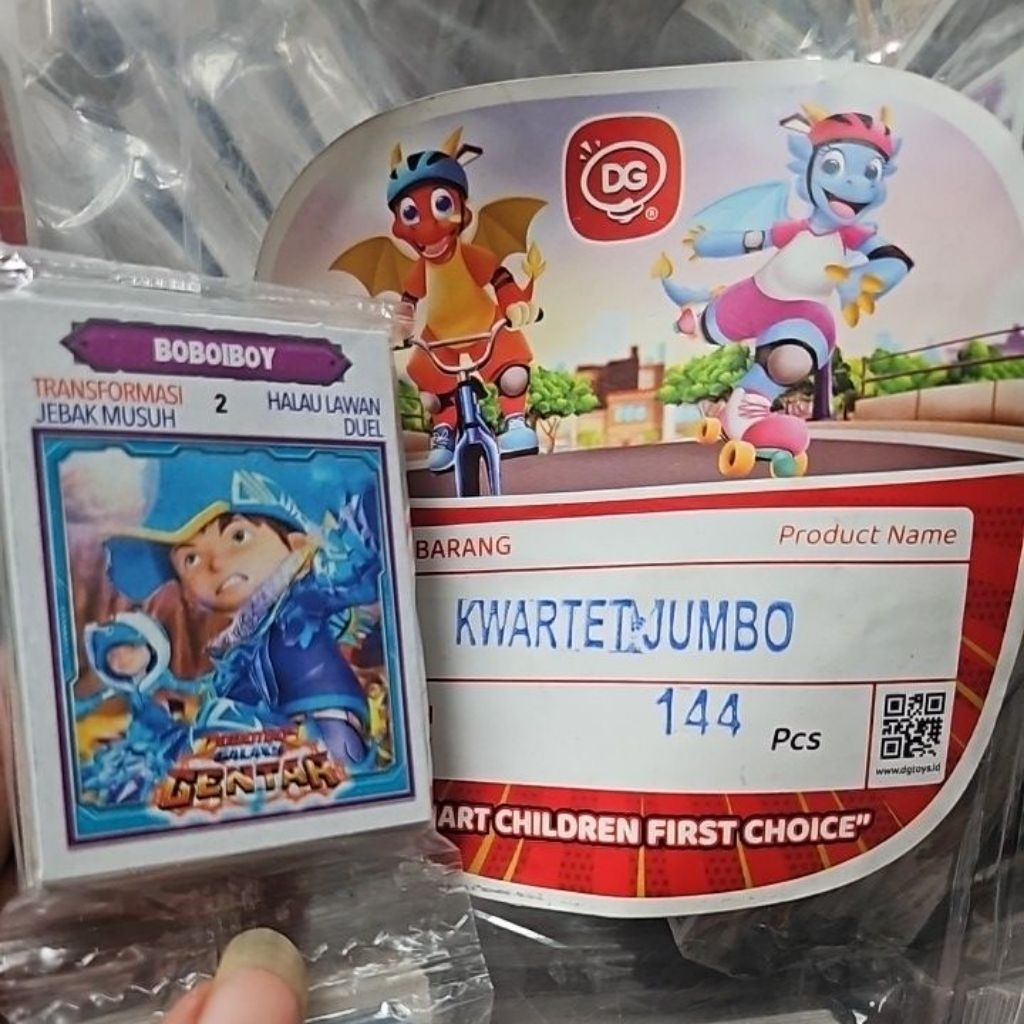 BOBOIBOY
TRANSFORMASI
JEBAK MUSUH
2
HALAU LAWAN
DUEL
BOBOIBOY
GALAXY
GENTAR
DG
®
BARANG
Product Name
KWARTET JUMBO
144 Pcs
www.dgtoys.id
ART CHILDREN FIRST CHOICE"